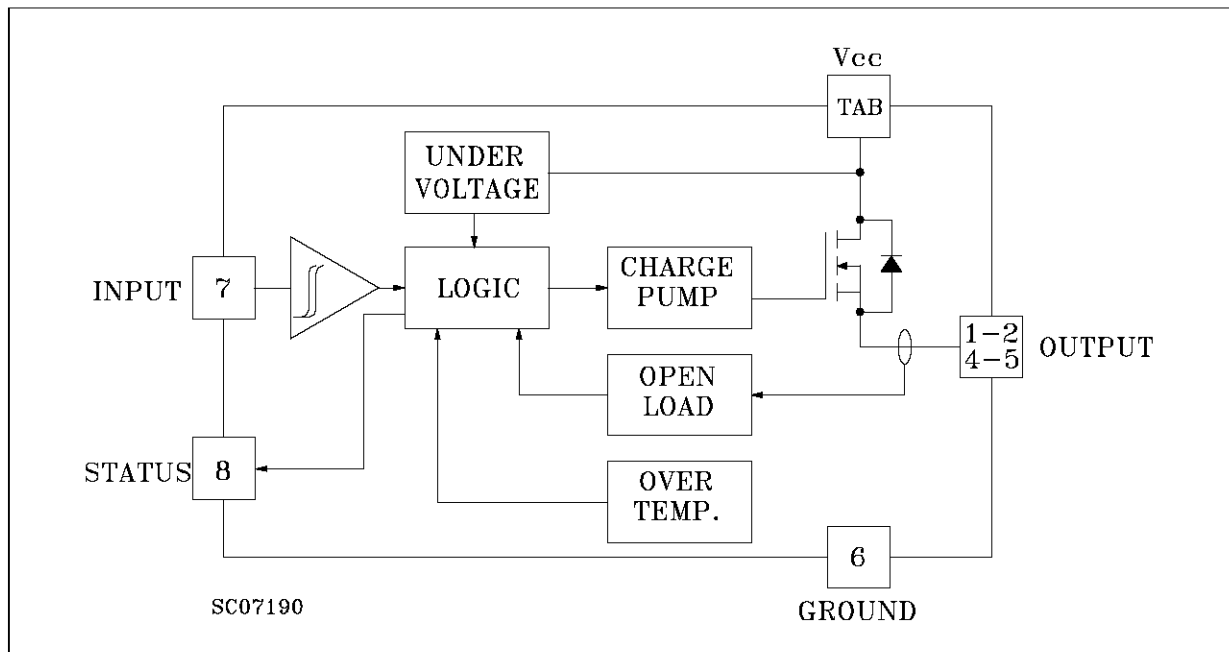 Vcc
TAB
UNDER
VOLTAGE
INPUT
7
LOGIC
CHARGE
PUMP
1-2
4-5
OUTPUT
OPEN
LOAD
STATUS
8
OVER
TEMP.
6
GROUND
SC07190